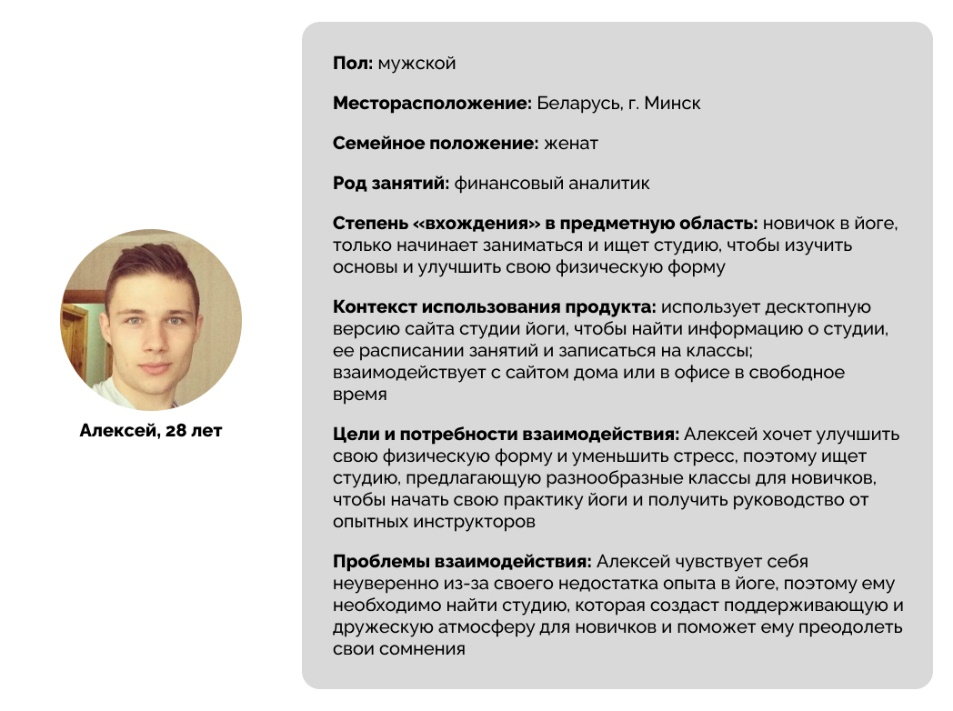 Пол: мужской
Месторасположение: Беларусь, г. Минск
Семейное положение: женат
Род занятий: финансовый аналитик
Степень «вхождения» в предметную область: новичок в йоге,
только начинает заниматься и ищет студию, чтобы изучить
основы и улучшить свою физическую форму
Контекст использования продукта: использует десктопную
версию сайта студии йоги, чтобы найти информацию о студии,
ее расписании занятий и записаться на классы;
взаимодействует с сайтом дома или в офисе в свободное
время
Цели и потребности взаимодействия: Алексей хочет улучшить
свою физическую форму и уменьшить стресс, поэтому ищет
студию, предлагающую разнообразные классы для новичков,
чтобы начать свою практику йоги и получить руководство от
опытных инструкторов
Проблемы взаимодействия: Алексей чувствует себя
неуверенно из-за своего недостатка опыта в йоге, поэтому ему
необходимо найти студию, которая создаст поддерживающую и
дружескую атмосферу для новичков и поможет ему преодолеть
свои сомнения
Алексей, 28 лет